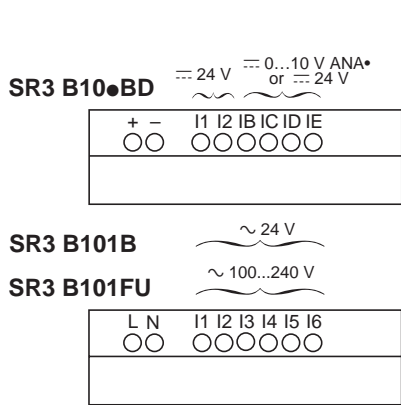 ⎓ 0...10 V ANA•
⎓ 24 V or ⎓ 24 V
SR3 B10●BD
+ – I1 I2 IB IC ID IE
∼ 24 V
SR3 B101B
∼ 100...240 V
SR3 B101FU
L N I1 I2 I3 I4 I5 I6